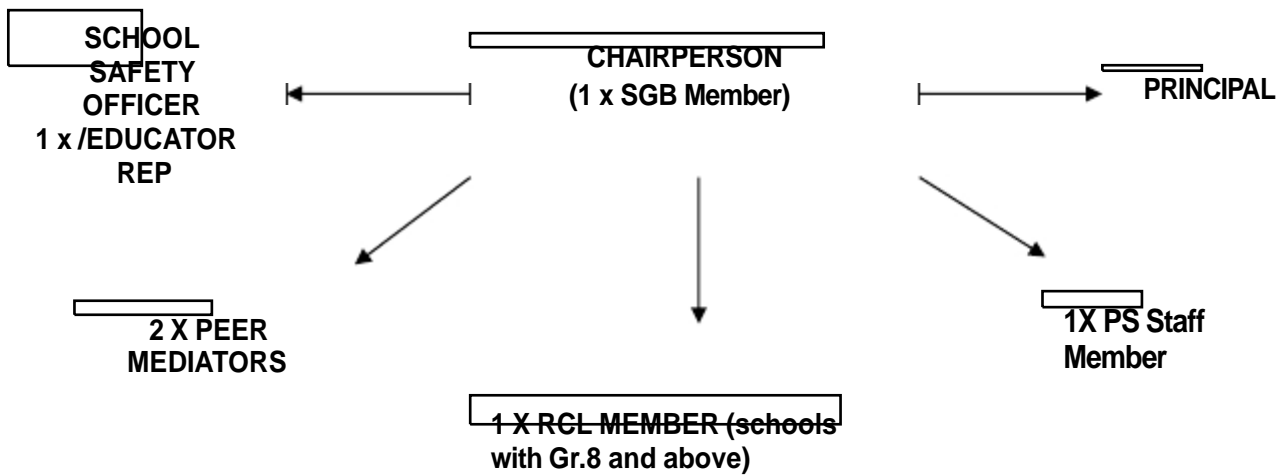 SCHOOL
SAFETY
OFFICER
1 x /EDUCATOR
REP
CHAIRPERSON
(1 x SGB Member)
PRINCIPAL
2 X PEER
MEDIATORS
1X PS Staff
Member
1 X RCL MEMBER (schools
with Gr.8 and above)